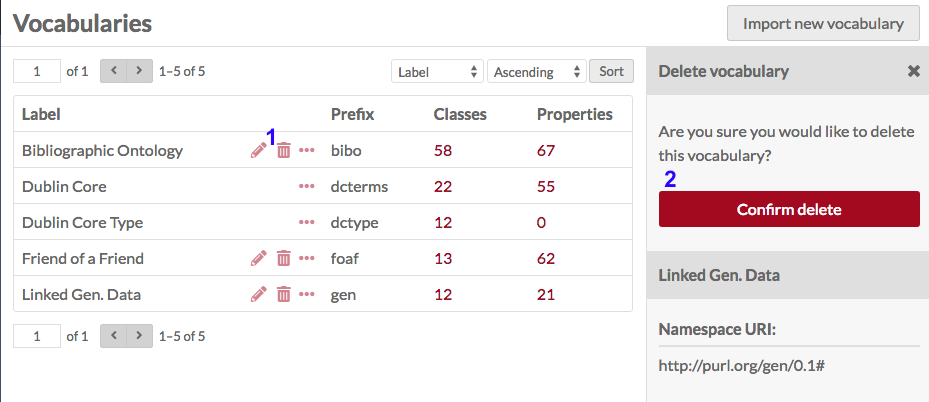 Vocabularies
Import new vocabulary
1 of 1 < > 1–5 of 5 Label Ascending Sort
Label Prefix Classes Properties
1
Bibliographic Ontology ••• bibo 58 67
Dublin Core ••• dcterms 22 55
Dublin Core Type ••• dctype 12 0
Friend of a Friend ••• foaf 13 62
Linked Gen. Data ••• gen 12 21
1 of 1 < > 1–5 of 5
Delete vocabulary ✖
Are you sure you would like to delete
this vocabulary?
2
Confirm delete
Linked Gen. Data
Namespace URI:
http://purl.org/gen/0.1#